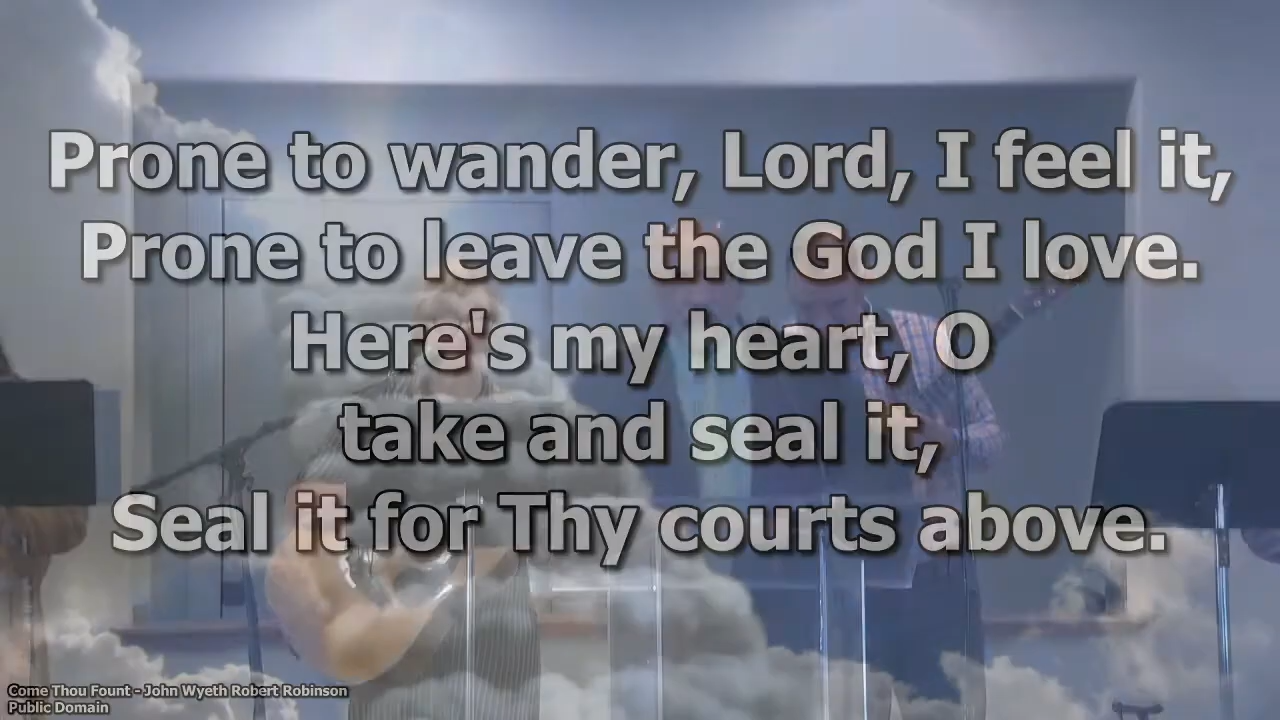 Prone to wander, Lord, I feel it,
Prone to leave the God I love.
Here's my heart, O
take and seal it,
Seal it for Thy courts above.
Come Thou Fount - John Wyeth Robert Robinson
Public Domain